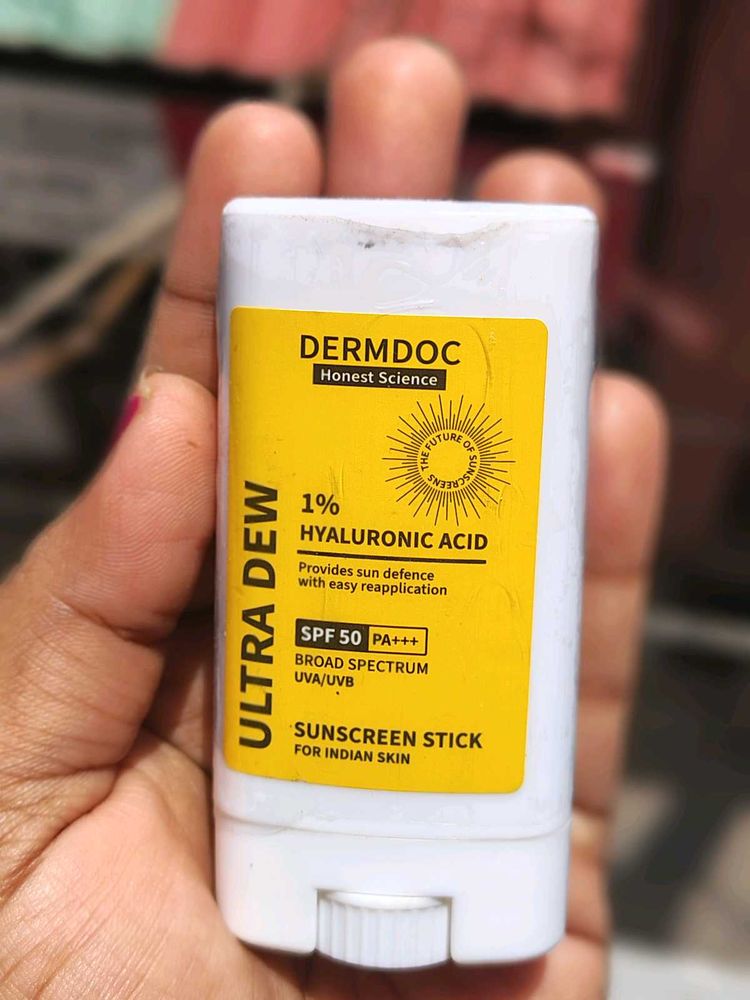 DERMDOC
Honest Science
THE FUTURE OF SUNSCREENS
1%
HYALURONIC ACID
Provides sun defence
with easy reapplication
ULTRA DEW
SPF 50 PA+++
BROAD SPECTRUM
UVA/UVB
SUNSCREEN STICK
FOR INDIAN SKIN